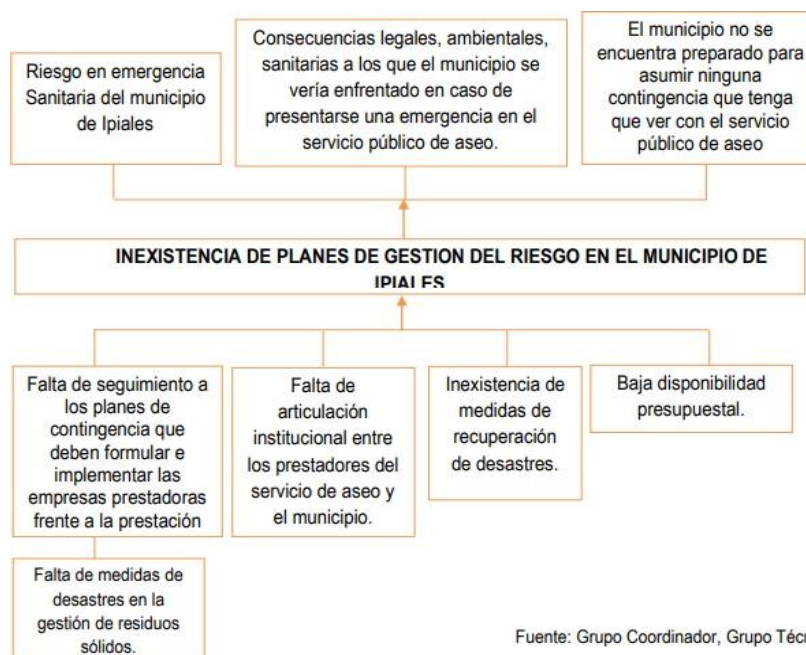 Riesgo en emergencia
Sanitaria del municipio
de Ipiales
Consecuencias legales, ambientales,
sanitarias a los que el municipio se
vería enfrentado en caso de
presentarse una emergencia en el
servicio público de aseo.
El municipio no se
encuentra preparado para
asumir ninguna
contingencia que tenga
que ver con el servicio
público de aseo
INEXISTENCIA DE PLANES DE GESTION DEL RIESGO EN EL MUNICIPIO DE
IPIALES
Falta de seguimiento a
los planes de
contingencia que
deben formular e
implementar las
empresas prestadoras
frente a la prestación
Falta de
articulación
institucional entre
los prestadores del
servicio de aseo y
el municipio.
Inexistencia de
medidas de
recuperación
de desastres.
Baja disponibilidad
presupuestal.
Falta de medidas de
desastres en la
gestión de residuos
sólidos.
Fuente: Grupo Coordinador, Grupo